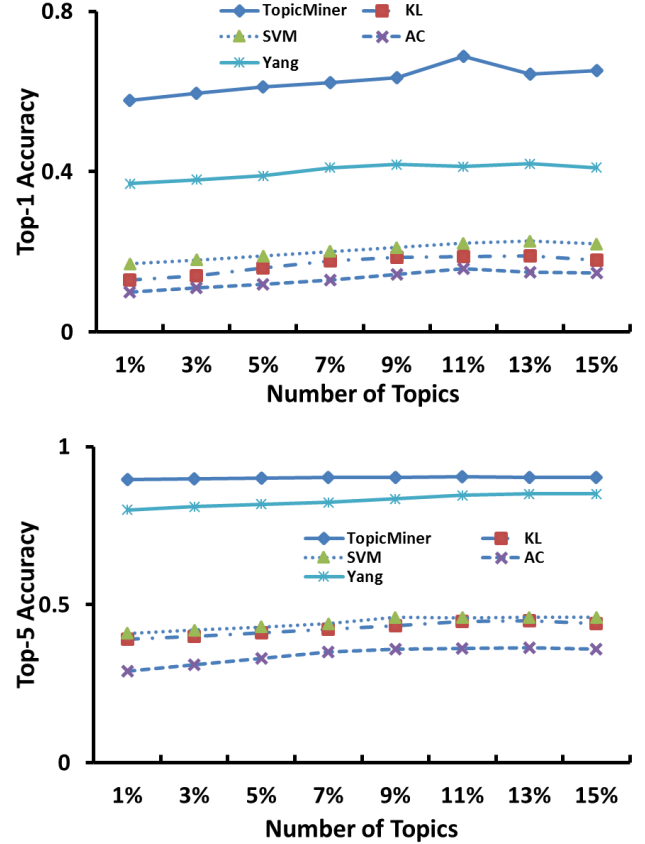 0.8
TopicMiner KL
SVM AC
Yang
0.4
Top-1 Accuracy
0
1% 3% 5% 7% 9% 11% 13% 15%
Number of Topics
1
TopicMiner KL
SVM AC
Yang
0.5
Top-5 Accuracy
0
1% 3% 5% 7% 9% 11% 13% 15%
Number of Topics